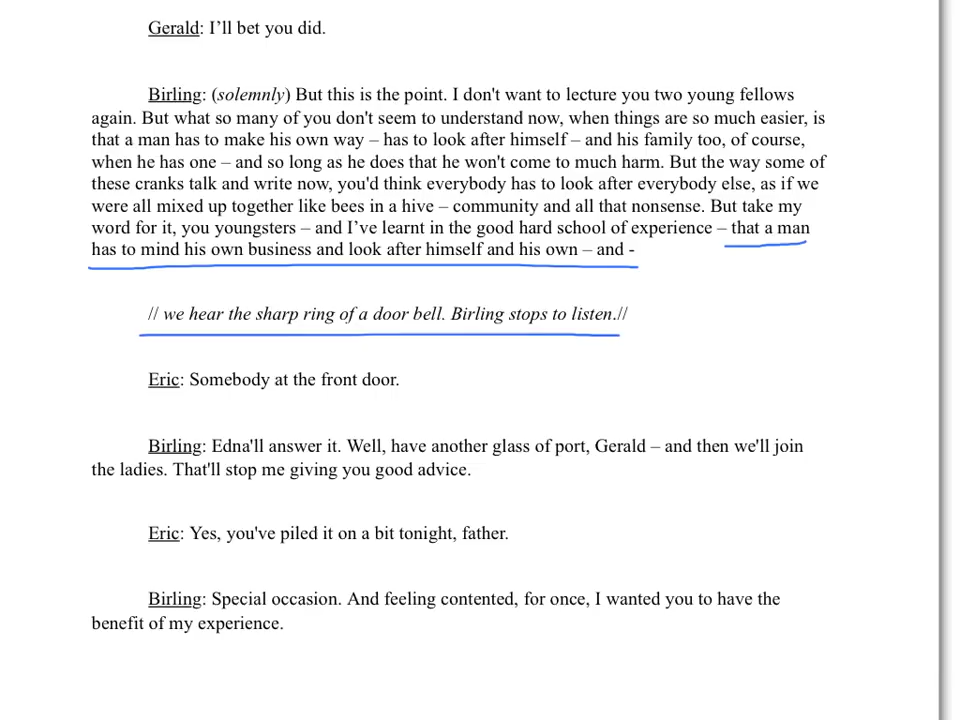 Gerald: I’ll bet you did.
Birling: (solemnly) But this is the point. I don't want to lecture you two young fellows
again. But what so many of you don't seem to understand now, when things are so much easier, is
that a man has to make his own way – has to look after himself – and his family too, of course,
when he has one – and so long as he does that he won't come to much harm. But the way some of
these cranks talk and write now, you'd think everybody has to look after everybody else, as if we
were all mixed up together like bees in a hive – community and all that nonsense. But take my
word for it, you youngsters – and I’ve learnt in the good hard school of experience – that a man
has to mind his own business and look after himself and his own – and -
// we hear the sharp ring of a door bell. Birling stops to listen.//
Eric: Somebody at the front door.
Birling: Edna'll answer it. Well, have another glass of port, Gerald – and then we'll join
the ladies. That'll stop me giving you good advice.
Eric: Yes, you've piled it on a bit tonight, father.
Birling: Special occasion. And feeling contented, for once, I wanted you to have the
benefit of my experience.